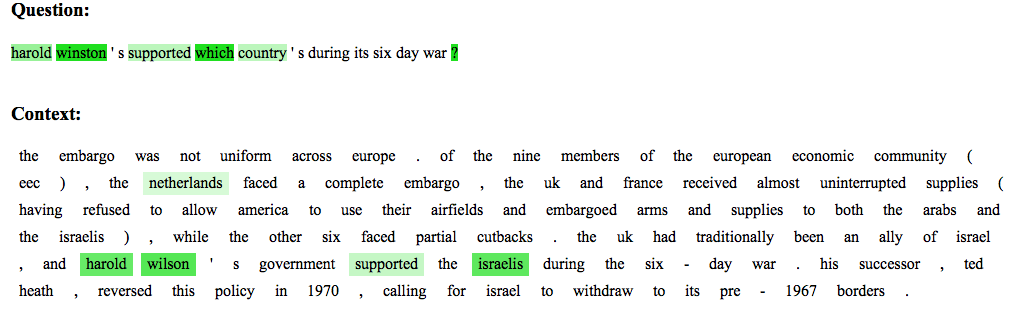 Question:
harold winston ' s supported which country ' s during its six day war ?
Context:
the embargo was not uniform across europe . of the nine members of the european economic community (
eec ) , the netherlands faced a complete embargo , the uk and france received almost uninterrupted supplies (
having refused to allow america to use their airfields and embargoed arms and supplies to both the arabs and
the israelis ) , while the other six faced partial cutbacks . the uk had traditionally been an ally of israel
, and harold wilson ' s government supported the israelis during the six - day war . his successor , ted
heath , reversed this policy in 1970 , calling for israel to withdraw to its pre - 1967 borders .